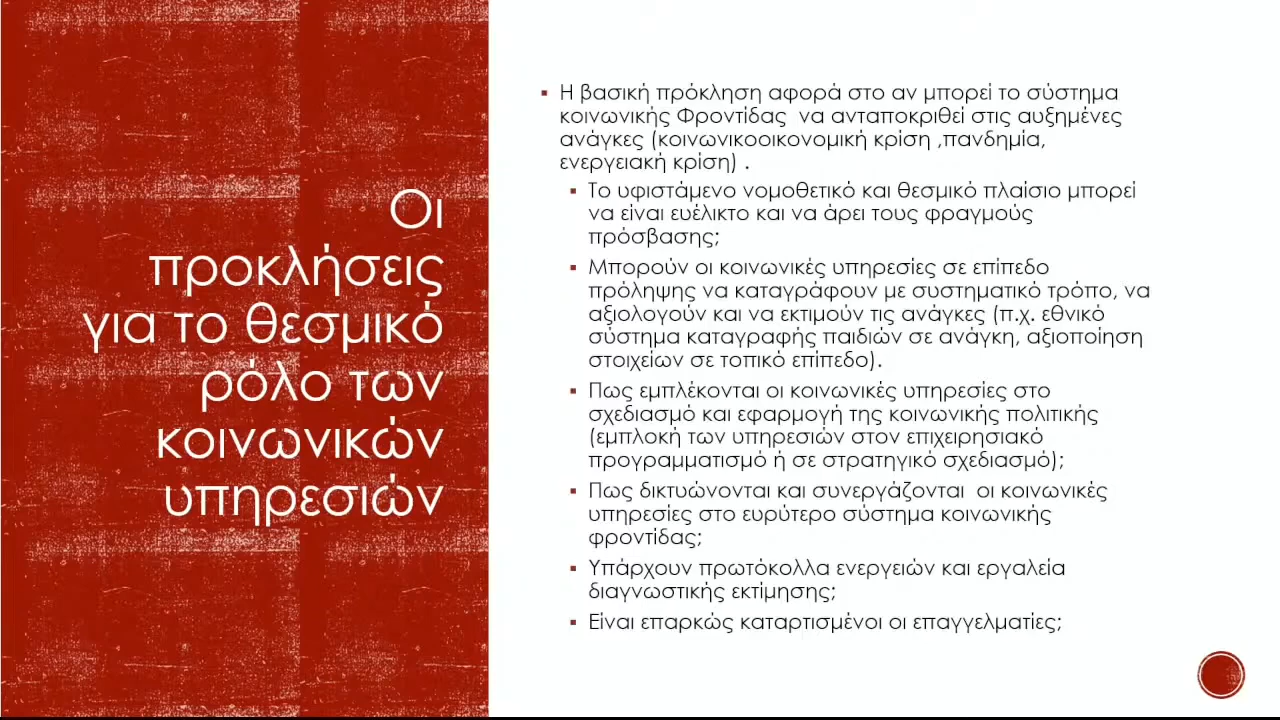 Οι
προκλήσεις
για το θεσμικό
ρόλο των
κοινωνικών
υπηρεσιών
▪ Η βασική πρόκληση αφορά στο αν μπορεί το σύστημα
κοινωνικής Φροντίδας  να ανταποκριθεί στις αυξημένες
ανάγκες (κοινωνικοοικονομική κρίση ,πανδημία,
ενεργειακή κρίση) .
▪ Το υφιστάμενο νομοθετικό και θεσμικό πλαίσιο μπορεί
να είναι ευέλικτο και να άρει τους φραγμούς
πρόσβασης;
▪ Μπορούν οι κοινωνικές υπηρεσίες σε επίπεδο
πρόληψης να καταγράφουν με συστηματικό τρόπο, να
αξιολογούν και να εκτιμούν τις ανάγκες (π.χ. εθνικό
σύστημα καταγραφής παιδιών σε ανάγκη, αξιοποίηση
στοιχείων σε τοπικό επίπεδο).
▪ Πως εμπλέκονται οι κοινωνικές υπηρεσίες στο
σχεδιασμό και εφαρμογή της κοινωνικής πολιτικής
(εμπλοκή των υπηρεσιών στον επιχειρησιακό
προγραμματισμό ή σε στρατηγικό σχεδιασμό);
▪ Πως δικτυώνονται και συνεργάζονται  οι κοινωνικές
υπηρεσίες στο ευρύτερο σύστημα κοινωνικής
φροντίδας;
▪ Υπάρχουν πρωτόκολλα ενεργειών και εργαλεία
διαγνωστικής εκτίμησης;
▪ Είναι επαρκώς καταρτισμένοι οι επαγγελματίες;